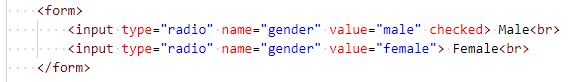 <form>
<input type="radio" name="gender" value="male" checked> Male<br>
<input type="radio" name="gender" value="female"> Female<br>
</form>